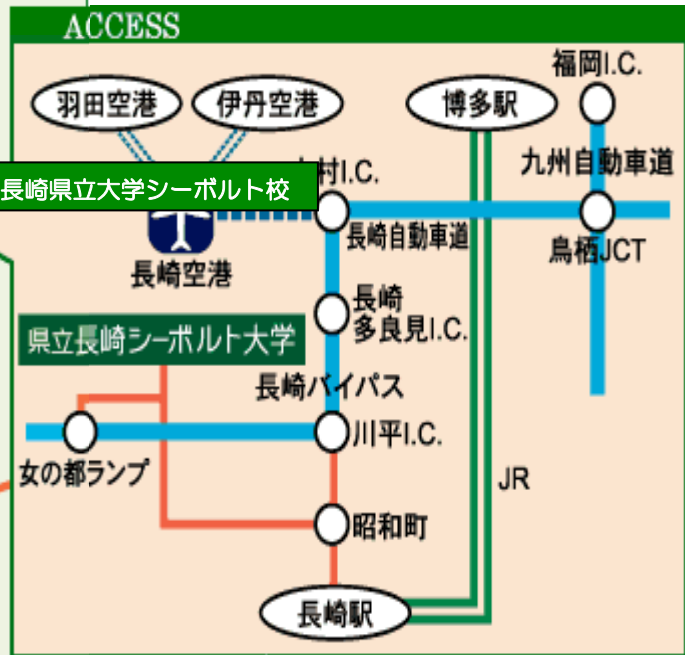 ACCESS
福岡I.C.
羽田空港
伊丹空港
博多駅
九州自動車道
村I.C.
長崎県立大学シーボルト校
長崎自動車道
鳥栖JCT
長崎空港
長崎
多良見I.C.
県立長崎シーボルト大学
長崎バイパス
川平I.C.
女の都ランプ
JR
昭和町
長崎駅